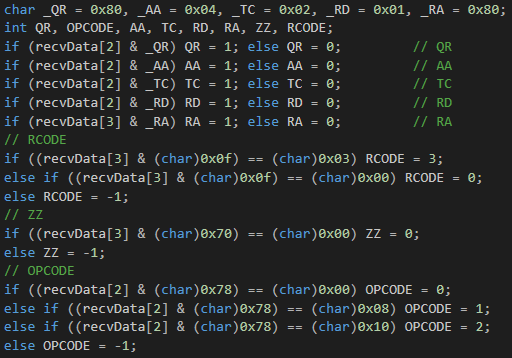 char _QR = 0x80, _AA = 0x04, _TC = 0x02, _RD = 0x01, _RA = 0x80;
int QR, OPCODE, AA, TC, RD, RA, ZZ, RCODE;
if (recvData[2] & _QR) QR = 1; else QR = 0;         // QR
if (recvData[2] & _AA) AA = 1; else AA = 0;         // AA
if (recvData[2] & _TC) TC = 1; else TC = 0;         // TC
if (recvData[2] & _RD) RD = 1; else RD = 0;         // RD
if (recvData[3] & _RA) RA = 1; else RA = 0;         // RA
// RCODE
if ((recvData[3] & (char)0x0f) == (char)0x03) RCODE = 3;
else if ((recvData[3] & (char)0x0f) == (char)0x00) RCODE = 0;
else RCODE = -1;
// ZZ
if ((recvData[3] & (char)0x70) == (char)0x00) ZZ = 0;
else ZZ = -1;
// OPCODE
if ((recvData[2] & (char)0x78) == (char)0x00) OPCODE = 0;
else if ((recvData[2] & (char)0x78) == (char)0x08) OPCODE = 1;
else if ((recvData[2] & (char)0x78) == (char)0x10) OPCODE = 2;
else OPCODE = -1;